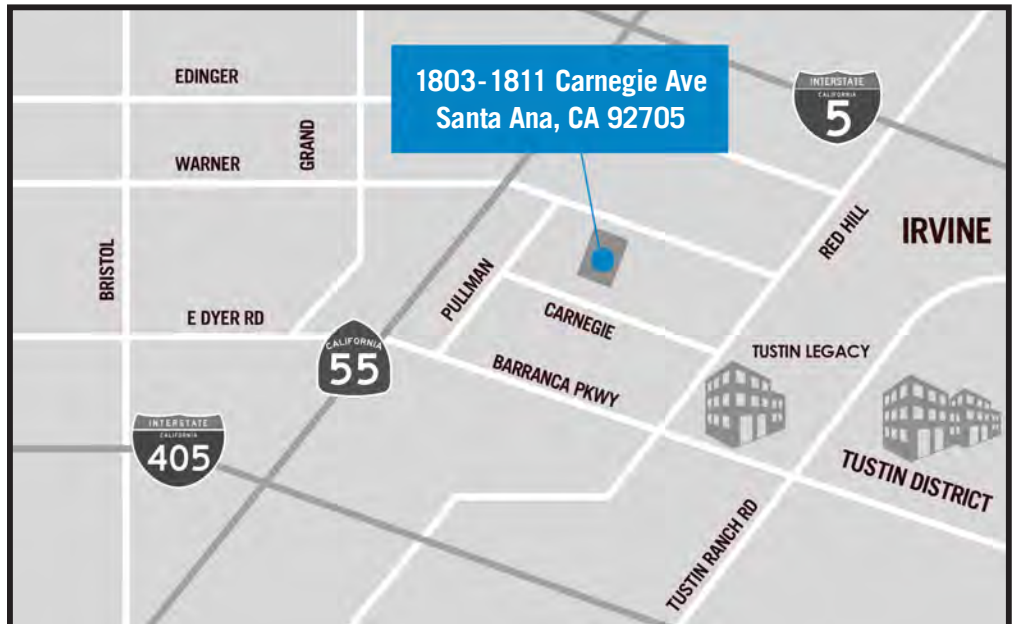 EDINGER
1803-1811 Carnegie Ave
Santa Ana, CA 92705
INTERSTATE
CALIFORNIA
5
GRAND
WARNER
RED HILL
IRVINE
BRISTOL
PULLMAN
E DYER RD
CARNEGIE
CALIFORNIA
55
TUSTIN LEGACY
BARRANCA PKWY
INTERSTATE
CALIFORNIA
405
TUSTIN DISTRICT
TUSTIN RANCH RD